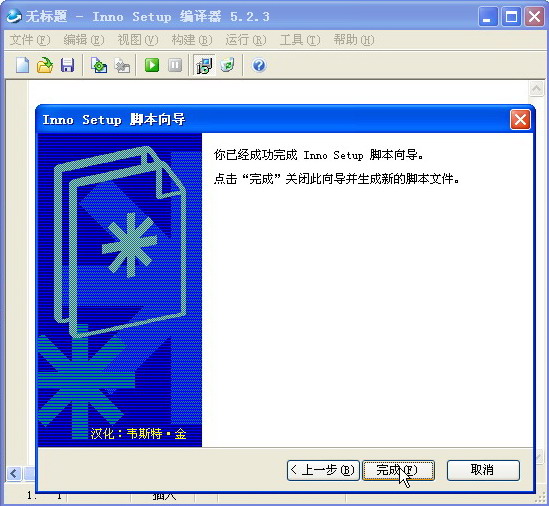 无标题 - Inno Setup 编译器 5.2.3
文件(F) 编辑(E) 视图(V) 构建(B) 运行(R) 工具(T) 帮助(H)
Inno Setup 脚本向导
你已经成功完成 Inno Setup 脚本向导。
点击“完成”关闭此向导并生成新的脚本文件。
汉化：韦斯特·金
< 上一步(B) 完成(F) 取消
1: 1 插入